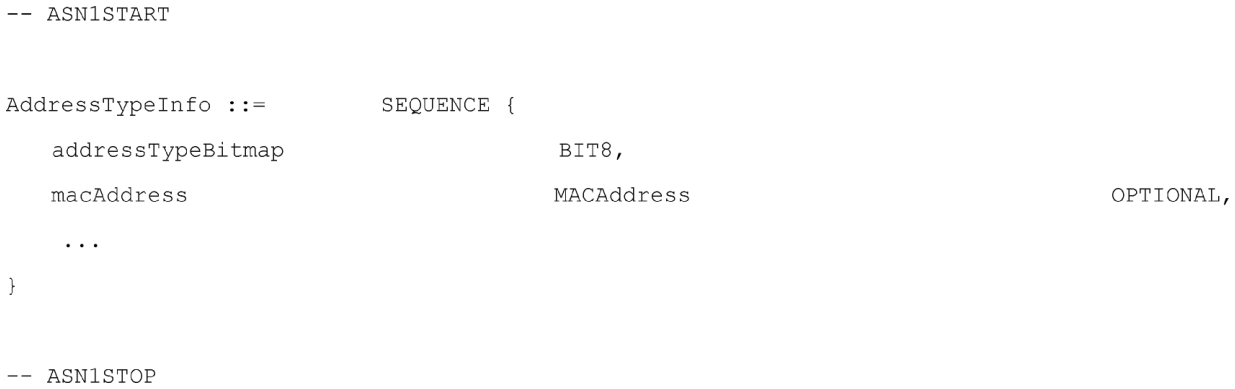 -- ASN1START
AddressTypeInfo ::= SEQUENCE {
addressTypeBitmap BIT8,
macAddress MACAddress OPTIONAL,
...
}
-- ASN1STOP